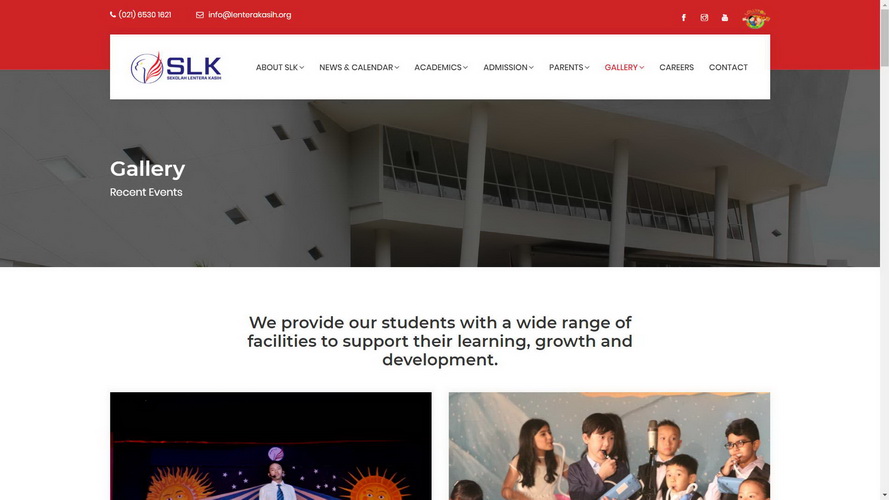 (021) 6530 1621
info@lenterakasih.org
SLK
SEKOLAH LENTERA KASIH
ABOUT SLK
NEWS & CALENDAR
ACADEMICS
ADMISSION
PARENTS
GALLERY
CAREERS
CONTACT
Gallery
Recent Events
We provide our students with a wide range of
facilities to support their learning, growth and
development.